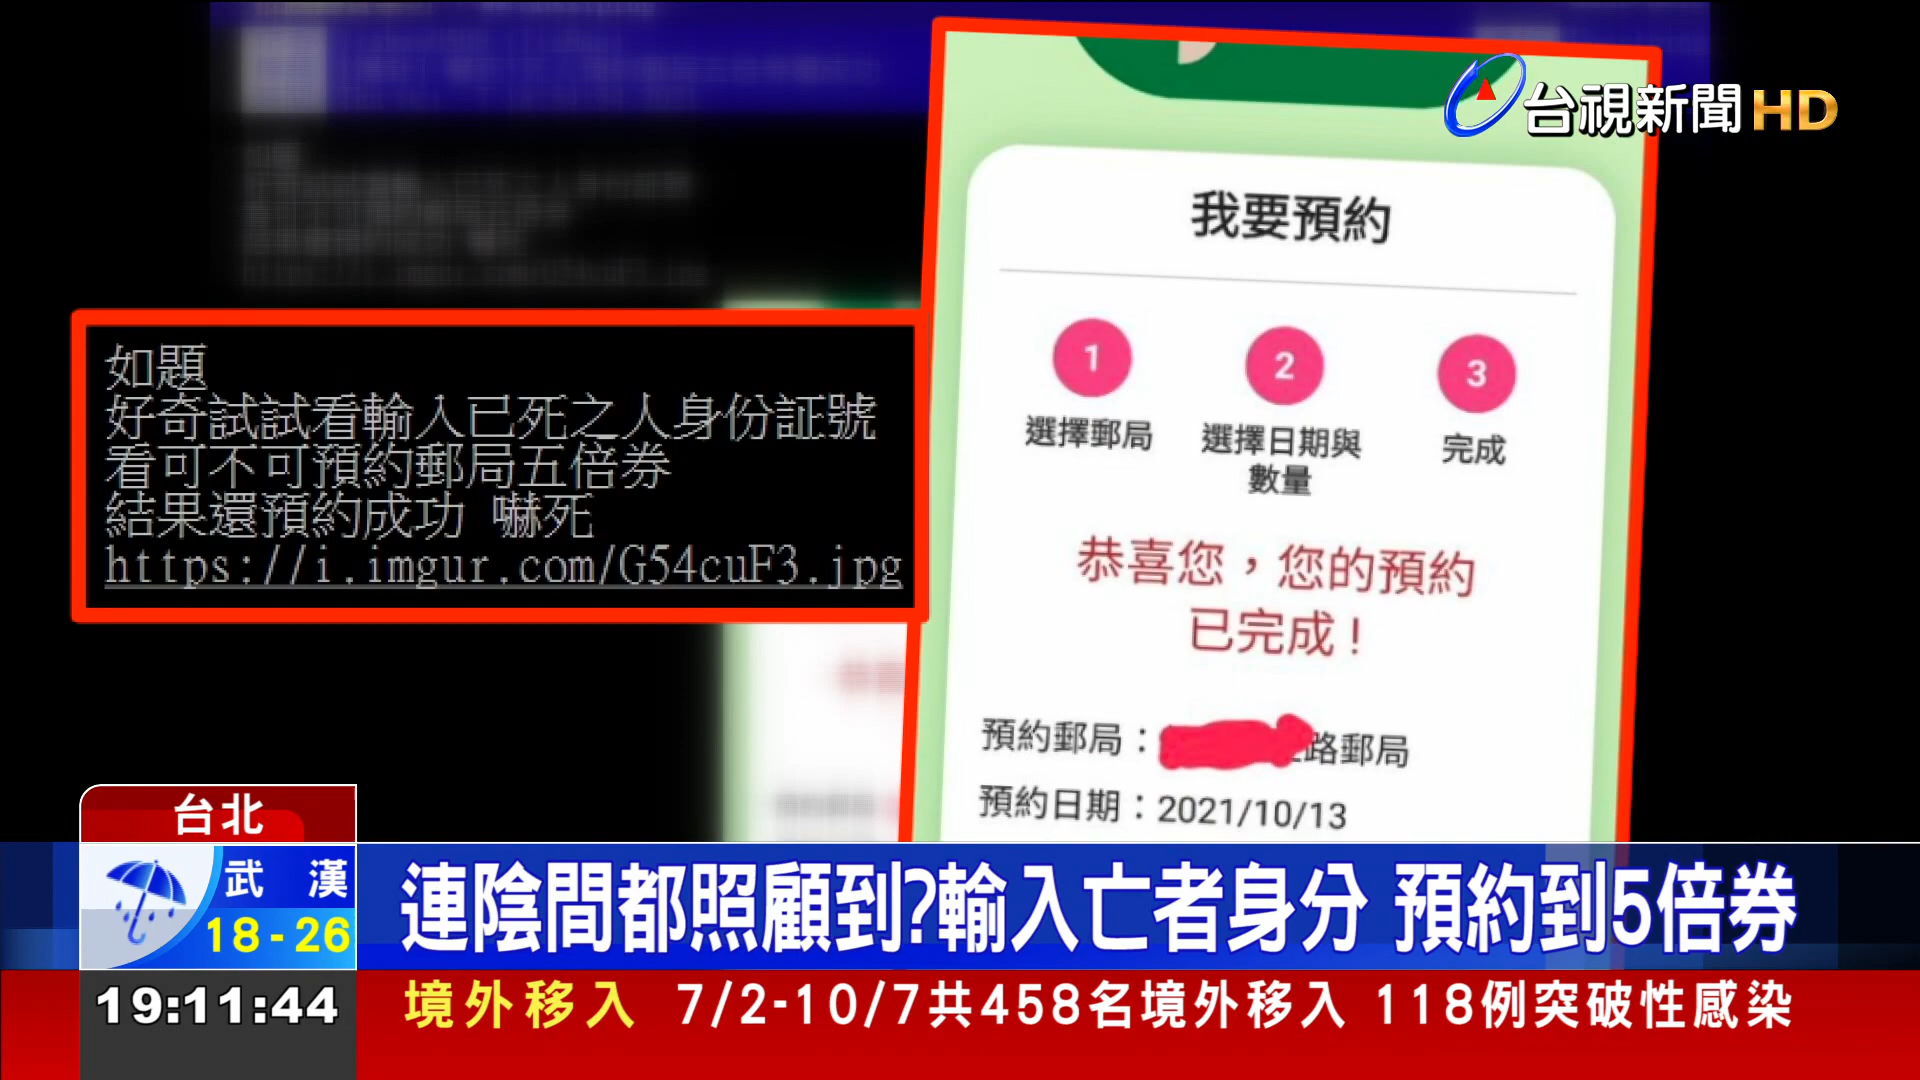 台視新聞HD
我要預約
1
2
3
選擇郵局
選擇日期與
數量
完成
恭喜您，您的預約
已完成！
預約郵局：
路郵局
預約日期：2021/10/13
如題
好奇試試看輸入已死之人身份証號
看可不可預約郵局五倍券
結果還預約成功 嚇死
https://i.imgur.com/G54cuF3.jpg
台北
武漢
18-26
連陰間都照顧到?輸入亡者身分 預約到5倍券
19:11:44
境外移入 7/2-10/7共458名境外移入 118例突破性感染